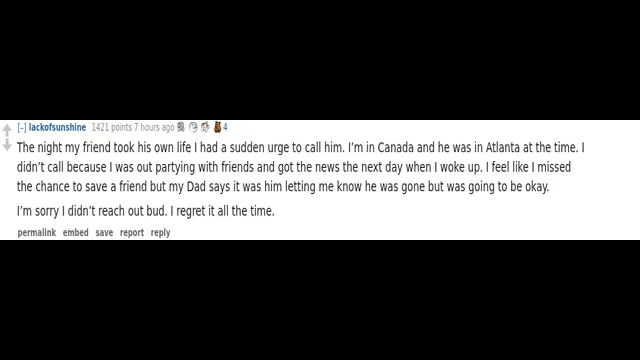 [–] lackofsunshine 1421 points 7 hours ago 4
The night my friend took his own life I had a sudden urge to call him. I'm in Canada and he was in Atlanta at the time. I
didn't call because I was out partying with friends and got the news the next day when I woke up. I feel like I missed
the chance to save a friend but my Dad says it was him letting me know he was gone but was going to be okay.
I'm sorry I didn't reach out bud. I regret it all the time.
permalink embed save report reply